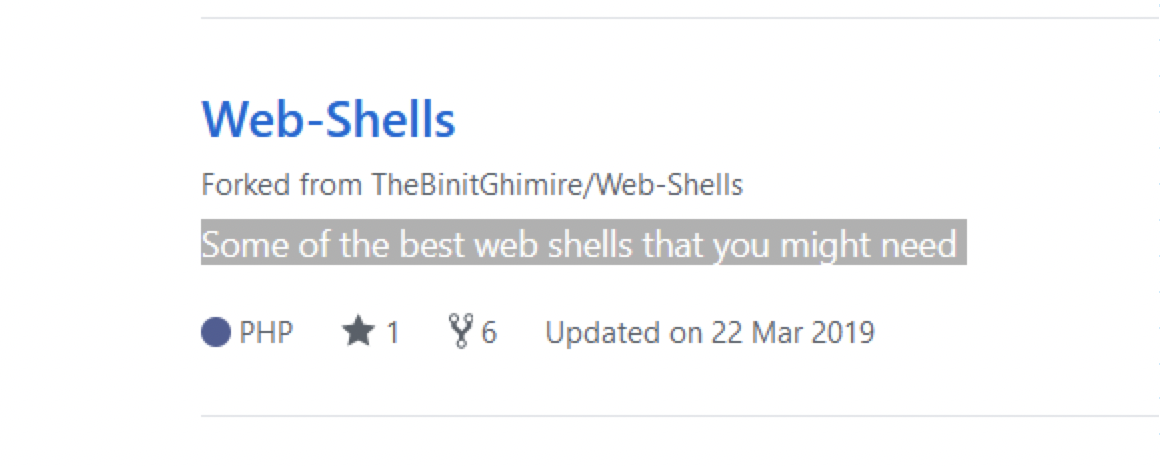 Web-Shells
Forked from TheBinitGhimire/Web-Shells
Some of the best web shells that you might need
PHP 1 6 Updated on 22 Mar 2019